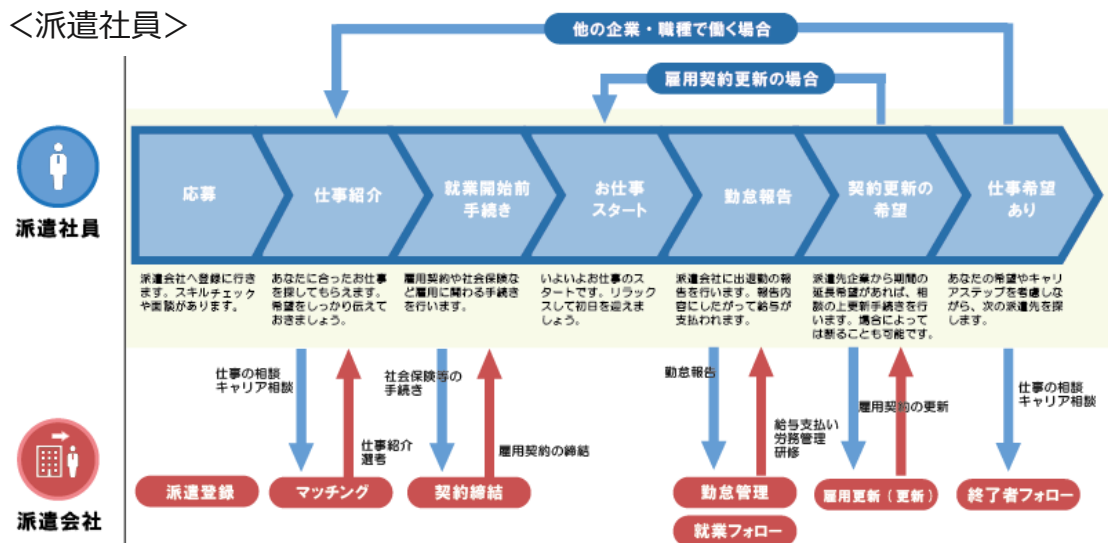 ＜派遣社員＞
他の企業・職種で働く場合
雇用契約更新の場合
派遣社員
応募
仕事紹介
就業開始前
手続き
お仕事
スタート
勤怠報告
契約更新の
希望
仕事希望
あり
派遣会社へ登録に行き
ます。スキルチェック
や面談があります。
あなたに合ったお仕事
を探してもらえます。
希望をしっかり伝えて
おきましょう。
雇用契約や社会保険な
ど雇用に関わる手続き
を行います。
いよいよお仕事のス
タートです。リラック
スして初日を迎えまし
ょう。
派遣会社に出退勤の報
告を行います。報告内
容にしたがって給与が
支払われます。
派遣先企業から期間の
延長希望があれば、相
談の上更新手続きを行
います。場合によって
は断ることも可能です。
あなたの希望やキャリ
アステップを考慮しな
がら、次の派遣先を探
します。
仕事の相談
キャリア相談
仕事紹介
選考
社会保険等の
手続き
雇用契約の締結
勤怠報告
給与支払い
労務管理
研修
雇用契約の更新
仕事の相談
キャリア相談
派遣会社
派遣登録
マッチング
契約締結
勤怠管理
就業フォロー
雇用更新（更新）
終了者フォロー